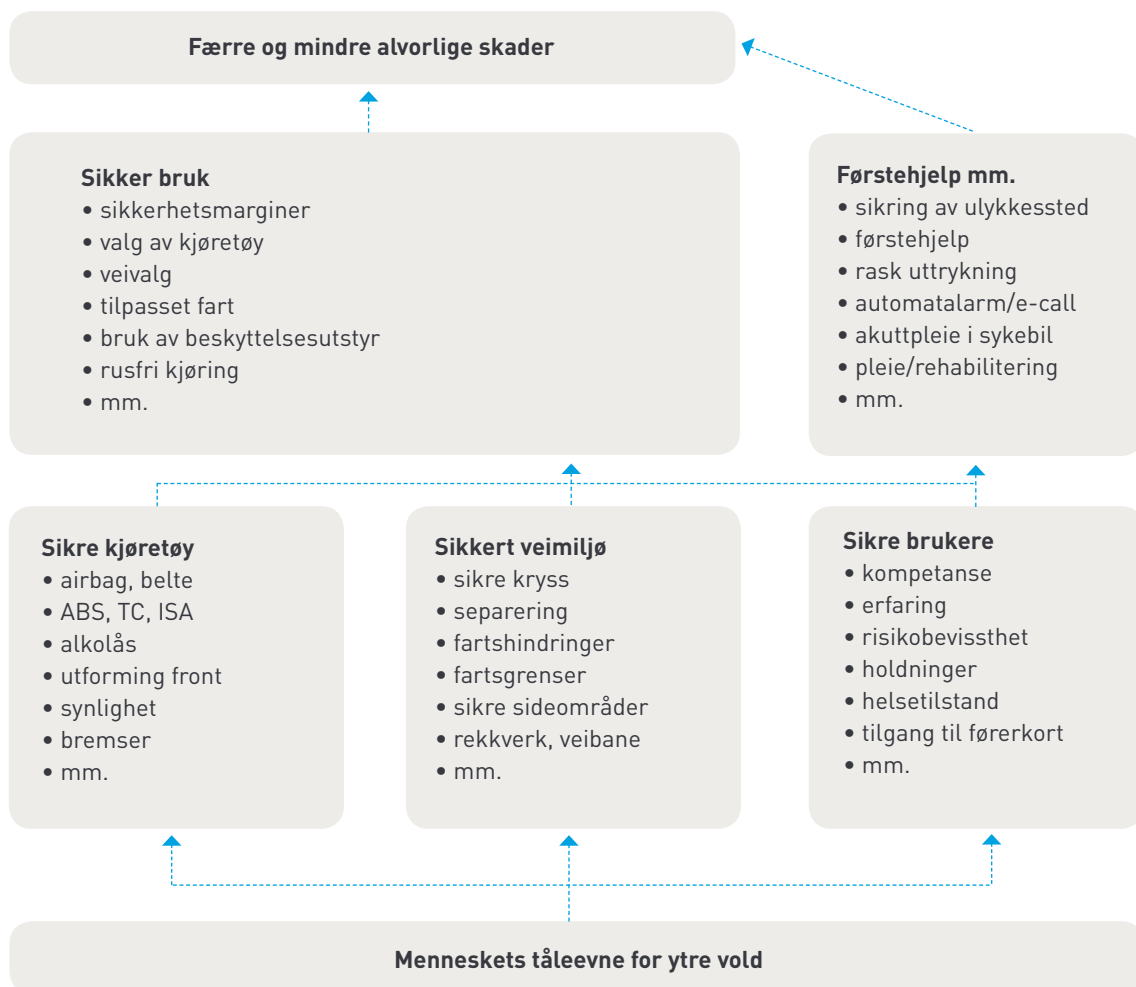 Færre og mindre alvorlige skader
Sikker bruk
• sikkerhetsmarginer
• valg av kjøretøy
• veivalg
• tilpasset fart
• bruk av beskyttelsesutstyr
• rusfri kjøring
• mm.
Førstehjelp mm.
• sikring av ulykkessted
• førstehjelp
• rask uttrykning
• automatalarm/e-call
• akuttpleie i sykebil
• pleie/rehabilitering
• mm.
Sikre kjøretøy
• airbag, belte
• ABS, TC, ISA
• alkolås
• utforming front
• synlighet
• bremser
• mm.
Sikkert veimiljø
• sikre kryss
• separering
• fartshindringer
• fartsgrenser
• sikre sideområder
• rekkverk, veibane
• mm.
Sikre brukere
• kompetanse
• erfaring
• risikobevissthet
• holdninger
• helsetilstand
• tilgang til førerkort
• mm.
Menneskets tåleevne for ytre vold